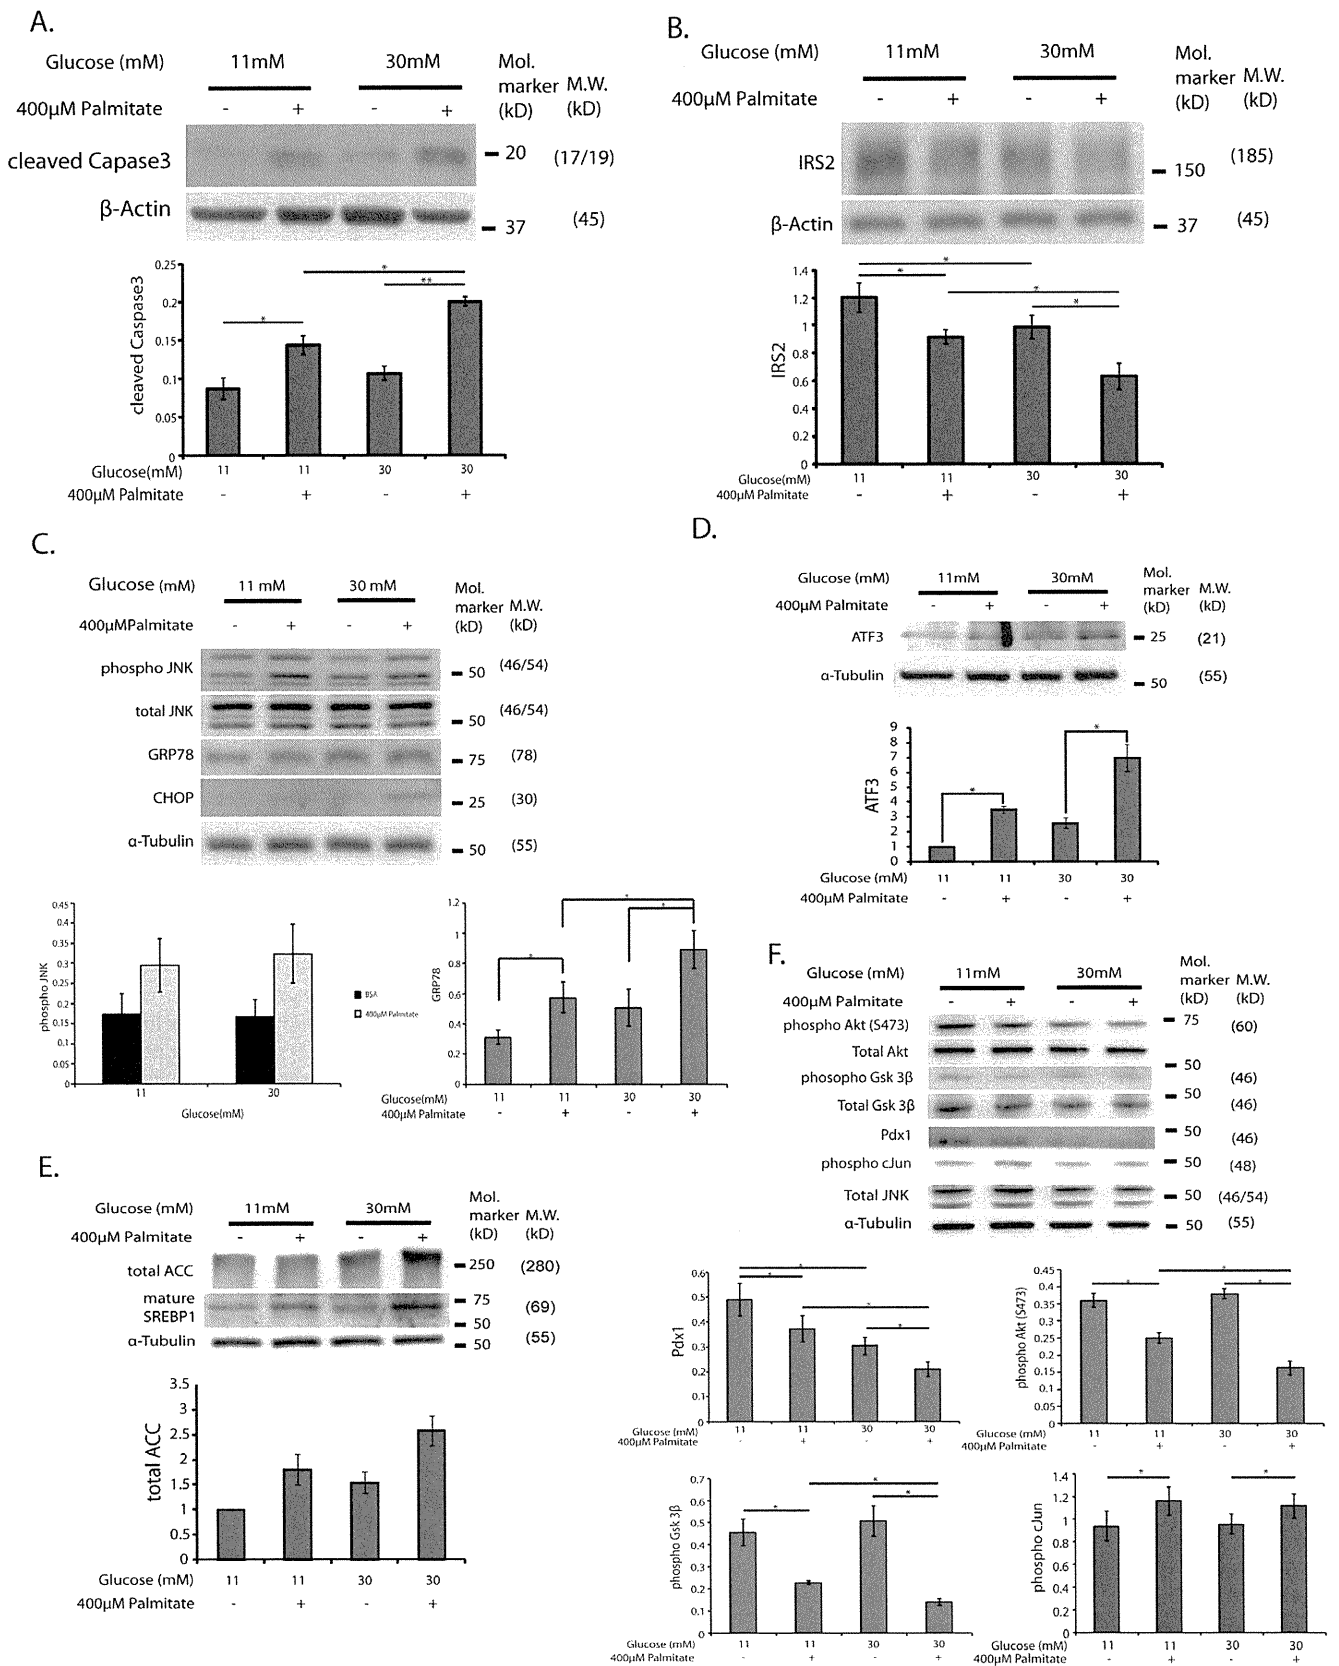 A.
Glucose (mM) 11mM 30mM Mol. marker (kD) M.W. (kD)
400μM Palmitate - + - +
cleaved Capase3 20 (17/19)
β-Actin 37 (45)
cleaved Caspase3
0.25
0.2
0.15
0.1
0.05
0
* * **
Glucose(mM) 11 11 30 30
400μM Palmitate - + - +
B.
Glucose (mM) 11mM 30mM Mol. marker (kD) M.W. (kD)
400μM Palmitate - + - +
IRS2 150 (185)
β-Actin 37 (45)
IRS2
1.4
1.2
1
0.8
0.6
0.4
0.2
0
* * * *
Glucose(mM) 11 11 30 30
400μM Palmitate - + - +
C.
Glucose (mM) 11 mM 30 mM Mol. marker (kD) M.W. (kD)
400μMPalmitate - + - +
phospho JNK 50 (46/54)
total JNK 50 (46/54)
GRP78 75 (78)
CHOP 25 (30)
α-Tubulin 50 (55)
phospho JNK
0.45
0.4
0.35
0.3
0.25
0.2
0.15
0.1
0.05
0
11 30
Glucose(mM)
BSA
400μM Palmitate
GRP78
1.2
1
0.8
0.6
0.4
0.2
0
* * *
Glucose(mM) 11 11 30 30
400μM Palmitate - + - +
D.
Glucose (mM) 11mM 30mM Mol. marker (kD) M.W. (kD)
400μM Palmitate - + - +
ATF3 25 (21)
α-Tubulin 50 (55)
ATF3
9
8
7
6
5
4
3
2
1
0
* *
Glucose (mM) 11 11 30 30
400μM Palmitate - + - +
E.
Glucose (mM) 11mM 30mM Mol. marker (kD) M.W. (kD)
400μM Palmitate - + - +
total ACC 250 (280)
mature SREBP1 75 50 (69)
α-Tubulin 50 (55)
total ACC
3.5
3
2.5
2
1.5
1
0.5
0
Glucose (mM) 11 11 30 30
400μM Palmitate - + - +
F.
Glucose (mM) 11mM 30mM Mol. marker (kD) M.W. (kD)
400μM Palmitate - + - +
phospho Akt (S473) 75 (60)
Total Akt 50
phosopho Gsk 3β 50 (46)
Total Gsk 3β (46)
Pdx1 50 (46)
phospho cJun 50 (48)
Total JNK 50 (46/54)
α-Tubulin 50 (55)
Pdx1
0.6
0.5
0.4
0.3
0.2
0.1
0
* * * *
Glucose (mM) 11 11 30 30
400μM Palmitate - + - +
phospho Akt (S473)
0.45
0.4
0.35
0.3
0.25
0.2
0.15
0.1
0.05
0
* * *
Glucose (mM) 11 11 30 30
400μM Palmitate - + - +
phospho Gsk 3β
0.7
0.6
0.5
0.4
0.3
0.2
0.1
0
* * *
Glucose (mM) 11 11 30 30
400μM Palmitate - + - +
phospho cJun
1.4
1.2
1
0.8
0.6
0.4
0.2
0
* *
Glucose (mM) 11 11 30 30
400μM Palmitate - + - +